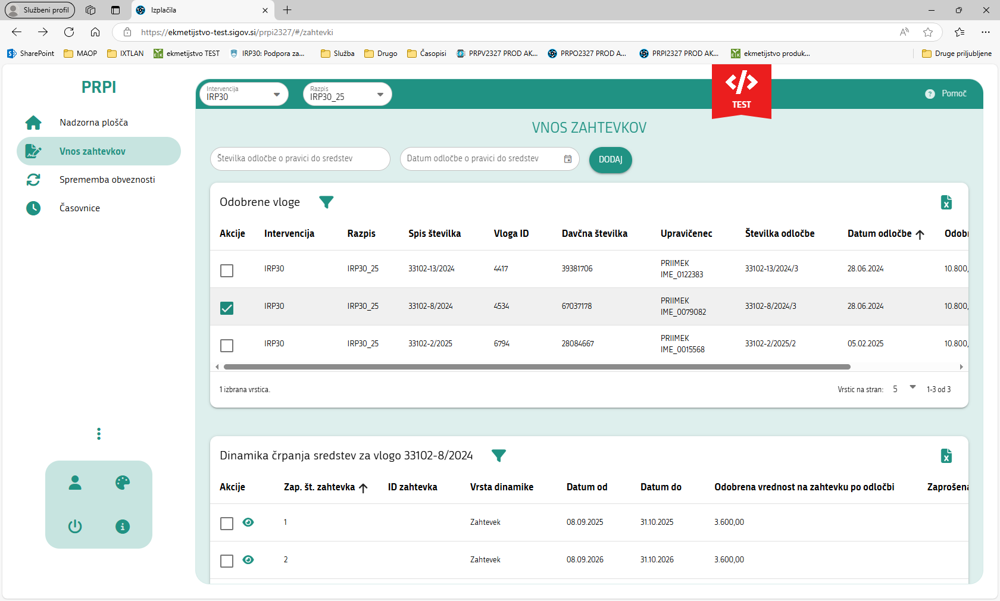 Službeni profil
Izplačila
https://ekmetijstvo-test.sigov.si/prpi2327/#/zahtevki
SharePoint
MAOP
IXTLAN
ekmetijstvo TEST
IRP30: Podpora za...
Služba
Drugo
Časopisi
PRPV2327 PROD AK...
PRPO2327 PROD A...
PRPI2327 PROD AK...
ekmetijstvo produk...
Druge priljubljene
PRPI
Nadzorna plošča
Vnos zahtevkov
Sprememba obveznosti
Časovnice
Intervencija
IRP30
Razpis
IRP30_25
TEST
Pomoč
VNOS ZAHTEVKOV
Številka odločbe o pravici do sredstev
Datum odločbe o pravici do sredstev
DODAJ
Odobrene vloge
Akcije Intervencija Razpis Spis številka Vloga ID Davčna številka Upravičenec Številka odločbe Datum odločbe Odob
IRP30 IRP30_25 33102-13/2024 4417 39381706 PRIIMEK IME_0122383 33102-13/2024/3 28.06.2024 10.800,
IRP30 IRP30_25 33102-8/2024 4534 67037178 PRIIMEK IME_0079082 33102-8/2024/3 28.06.2024 10.800,
IRP30 IRP30_25 33102-2/2025 6794 28084667 PRIIMEK IME_0015568 33102-2/2025/2 05.02.2025 10.800,
1 izbrana vrstica.
Vrstic na stran: 5 1-3 od 3
Dinamika črpanja sredstev za vlogo 33102-8/2024
Akcije Zap. št. zahtevka ID zahtevka Vrsta dinamike Datum od Datum do Odobrena vrednost na zahtevku po odločbi Zaprošena
1 Zahtevek 08.09.2025 31.10.2025 3.600,00
2 Zahtevek 08.09.2026 31.10.2026 3.600,00